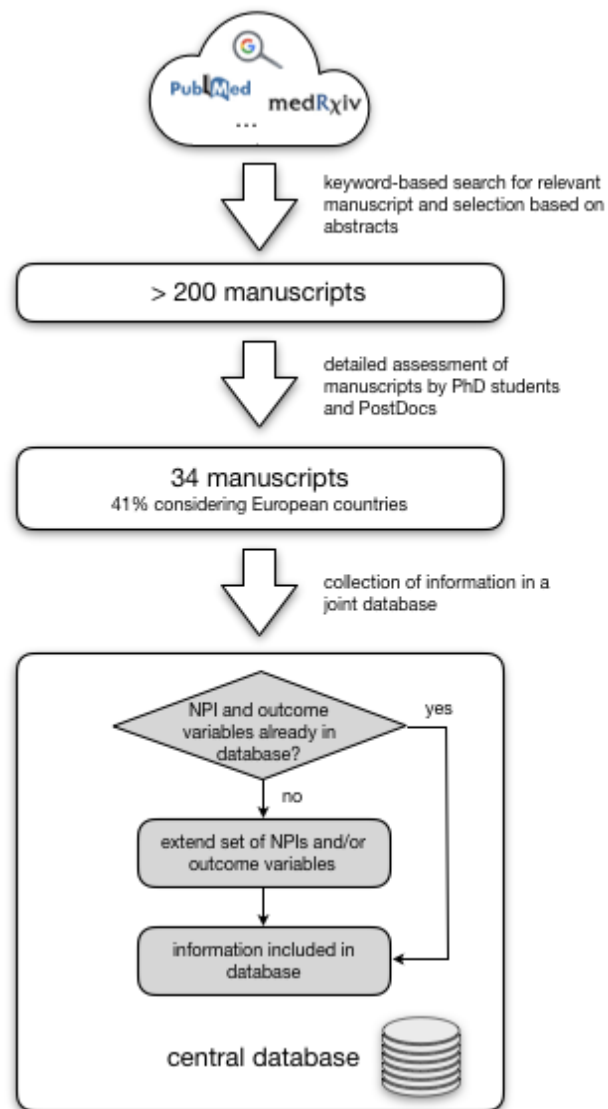 G
PubMed
medRχiv
...
keyword-based search for relevant
manuscript and selection based on
abstracts
> 200 manuscripts
detailed assessment of
manuscripts by PhD students
and PostDocs
34 manuscripts
41% considering European countries
collection of information in a
joint database
NPI and outcome
variables already in
database?
yes
no
extend set of NPIs and/or
outcome variables
information included in
database
central database